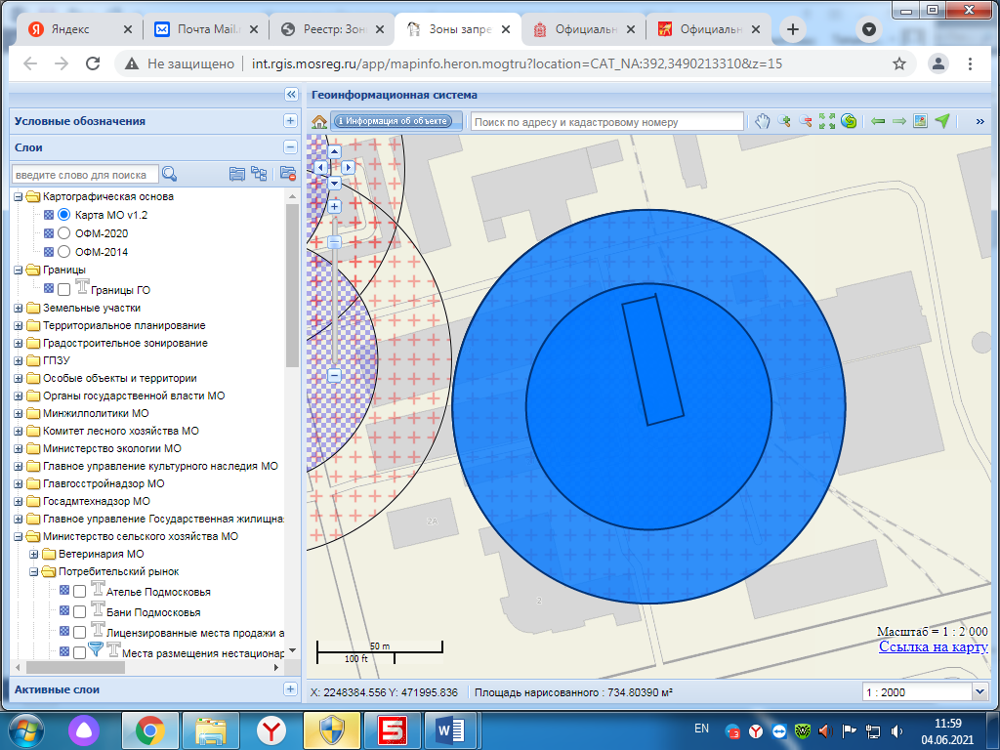 Яндекс
Почта Mail.
Реестр: Зон
Зоны запре
Официальн
Официальн
Не защищено
int.rgis.mosreg.ru/app/mapinfo.heron.mogtru?location=CAT_NA:392,3490213310&z=15
Геоинформационная система
Условные обозначения
Слои
введите слово для поиска
Информация об объекте
Поиск по адресу и кадастровому номеру
Картографическая основа
Карта МО v1.2
ОФМ-2020
ОФМ-2014
Границы
Границы ГО
Земельные участки
Территориальное планирование
Градостроительное зонирование
ГПЗУ
Особые объекты и территории
Органы государственной власти МО
Минжилполитики МО
Комитет лесного хозяйства МО
Министерство экологии МО
Главное управление культурного наследия МО
Главгосстройнадзор МО
Госадмтехнадзор МО
Главное управление Государственная жилищна
Министерство сельского хозяйства МО
Ветеринария МО
Потребительский рынок
Ателье Подмосковья
Бани Подмосковья
Лицензированные места продажи а
Места размещения нестационар
Активные слои
2А
2
50 m
100 ft
Масштаб = 1 : 2 000
Ссылка на карту
X: 2248384.556 Y: 471995.836
Площадь нарисованного : 734.80390 м²
1 : 2000
EN
11:59
04.06.2021